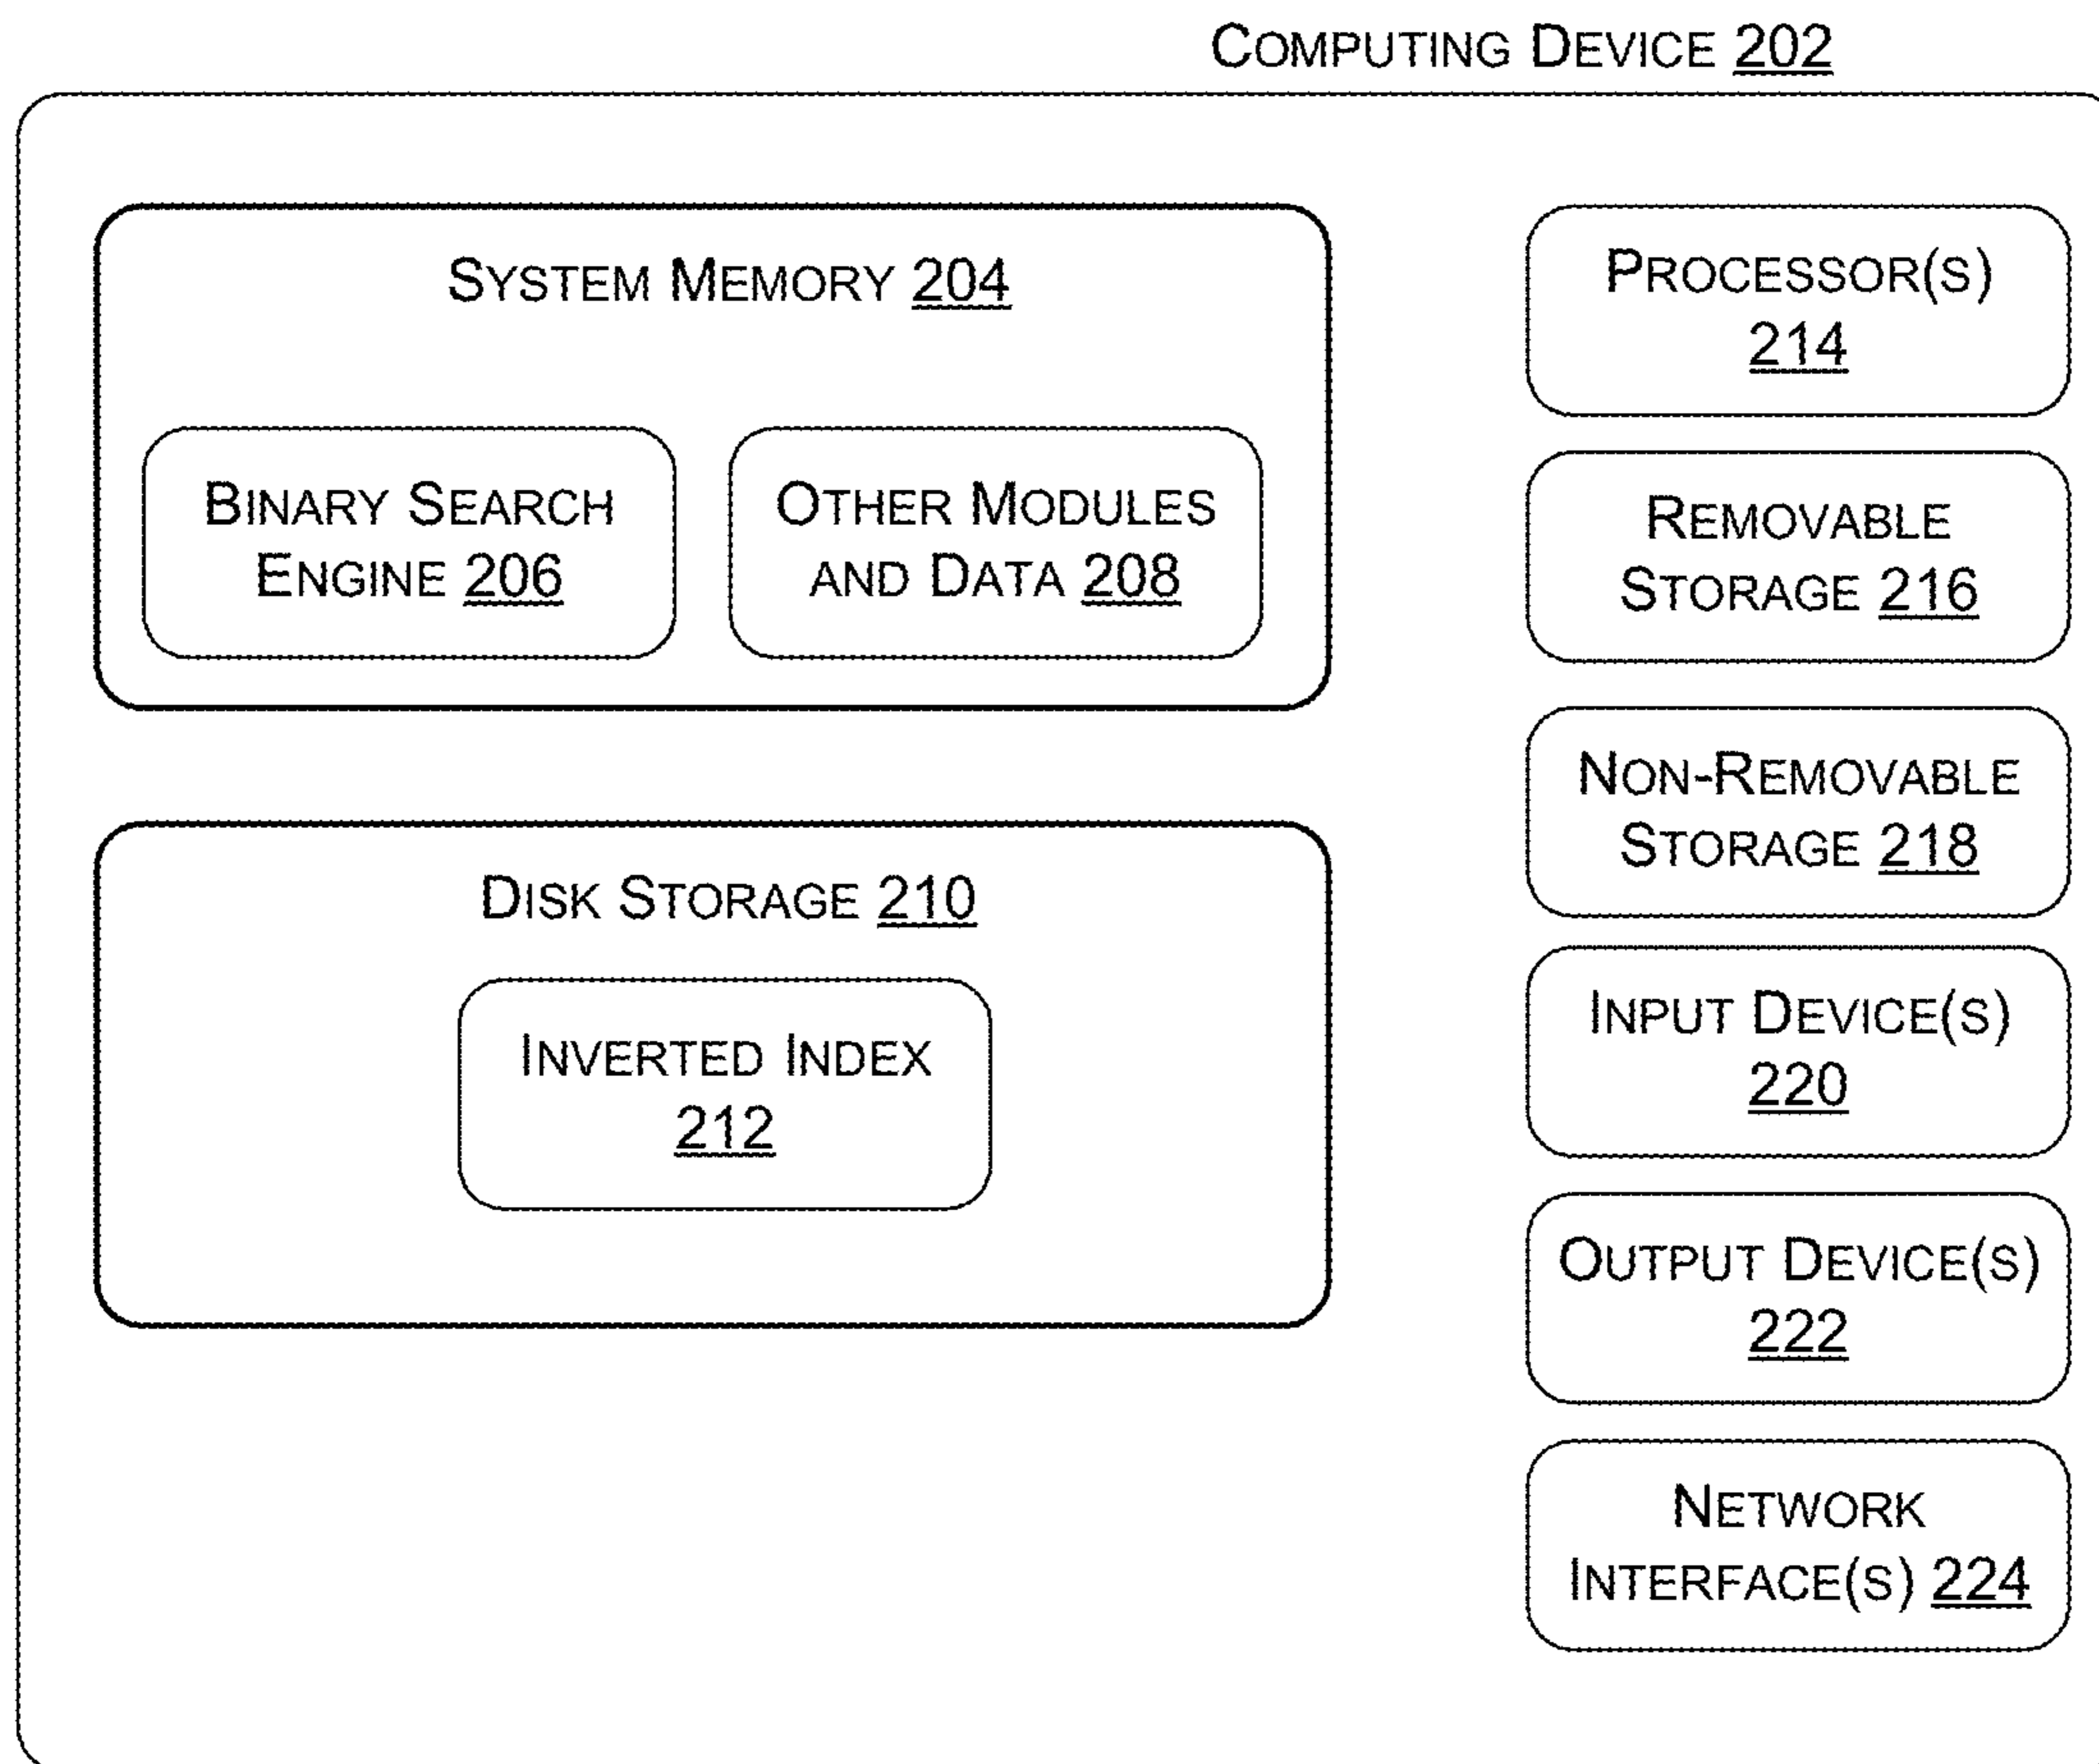 COMPUTING DEVICE 202
SYSTEM MEMORY 204
BINARY SEARCH
ENGINE 206
OTHER MODULES
AND DATA 208
DISK STORAGE 210
INVERTED INDEX
212
PROCESSOR(S)
214
REMOVABLE
STORAGE 216
NON-REMOVABLE
STORAGE 218
INPUT DEVICE(S)
220
OUTPUT DEVICE(S)
222
NETWORK
INTERFACE(S) 224